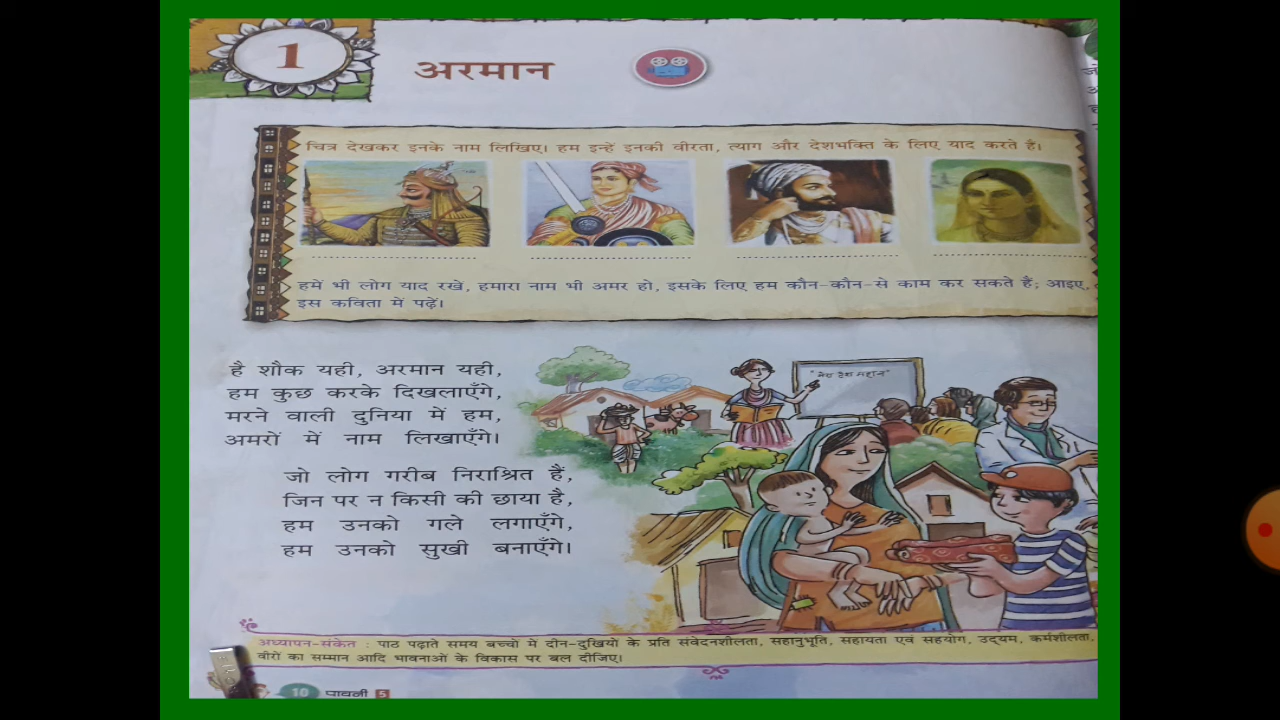 1
अरमान
चित्र देखकर इनके नाम लिखिए। हम इन्हें इनकी वीरता, त्याग और देशभक्ति के लिए याद करते हैं।
हमें भी लोग याद रखें, हमारा नाम भी अमर हो, इसके लिए हम कौन-कौन-से काम कर सकते हैं; आइए,
इस कविता में पढ़ें।
है शौक यही, अरमान यही,
हम कुछ करके दिखलाएँगे,
मरने वाली दुनिया में हम,
अमरों में नाम लिखाएँगे।
जो लोग गरीब निराश्रित हैं,
जिन पर न किसी की छाया है,
हम उनको गले लगाएँगे,
हम उनको सुखी बनाएँगे।
"मेरा देश महान"
अध्यापन-संकेत : पाठ पढ़ाते समय बच्चों में दीन-दुखियों के प्रति संवेदनशीलता, सहानुभूति, सहायता एवं सहयोग, उद्यम, कर्मशीलता,
वीरों का सम्मान आदि भावनाओं के विकास पर बल दीजिए।
10 पावनी 5